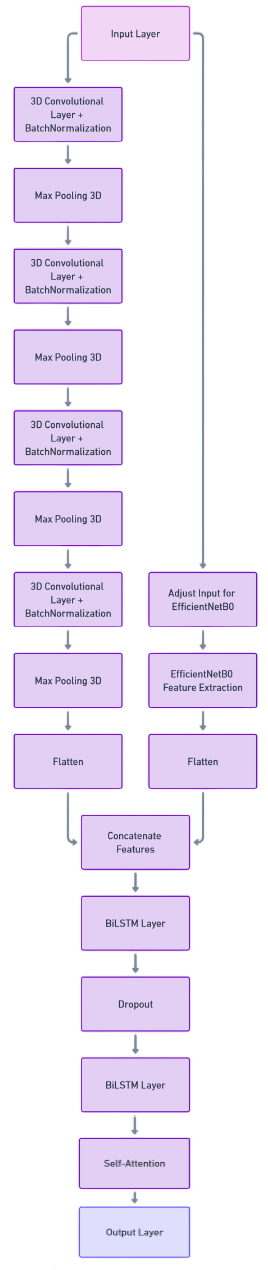 Input Layer
3D Convolutional
Layer +
BatchNormalization
Max Pooling 3D
3D Convolutional
Layer +
BatchNormalization
Max Pooling 3D
3D Convolutional
Layer +
BatchNormalization
Max Pooling 3D
3D Convolutional
Layer +
BatchNormalization
Adjust Input for
EfficientNetB0
Max Pooling 3D
EfficientNetB0
Feature Extraction
Flatten
Flatten
Concatenate
Features
BiLSTM Layer
Dropout
BiLSTM Layer
Self-Attention
Output Layer